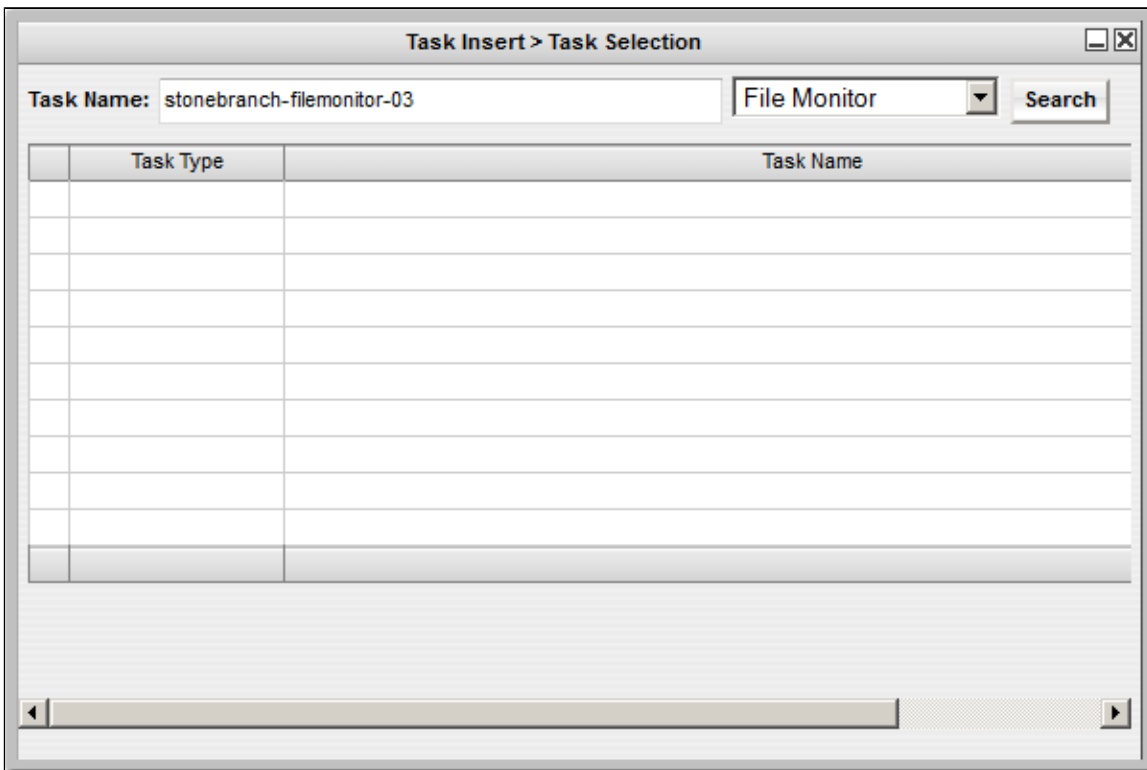 Task Insert > Task Selection
Task Name: stonebranch-filemonitor-03 File Monitor Search
Task Type Task Name